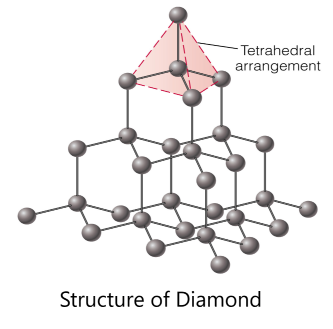 Tetrahedral
arrangement
Structure of Diamond